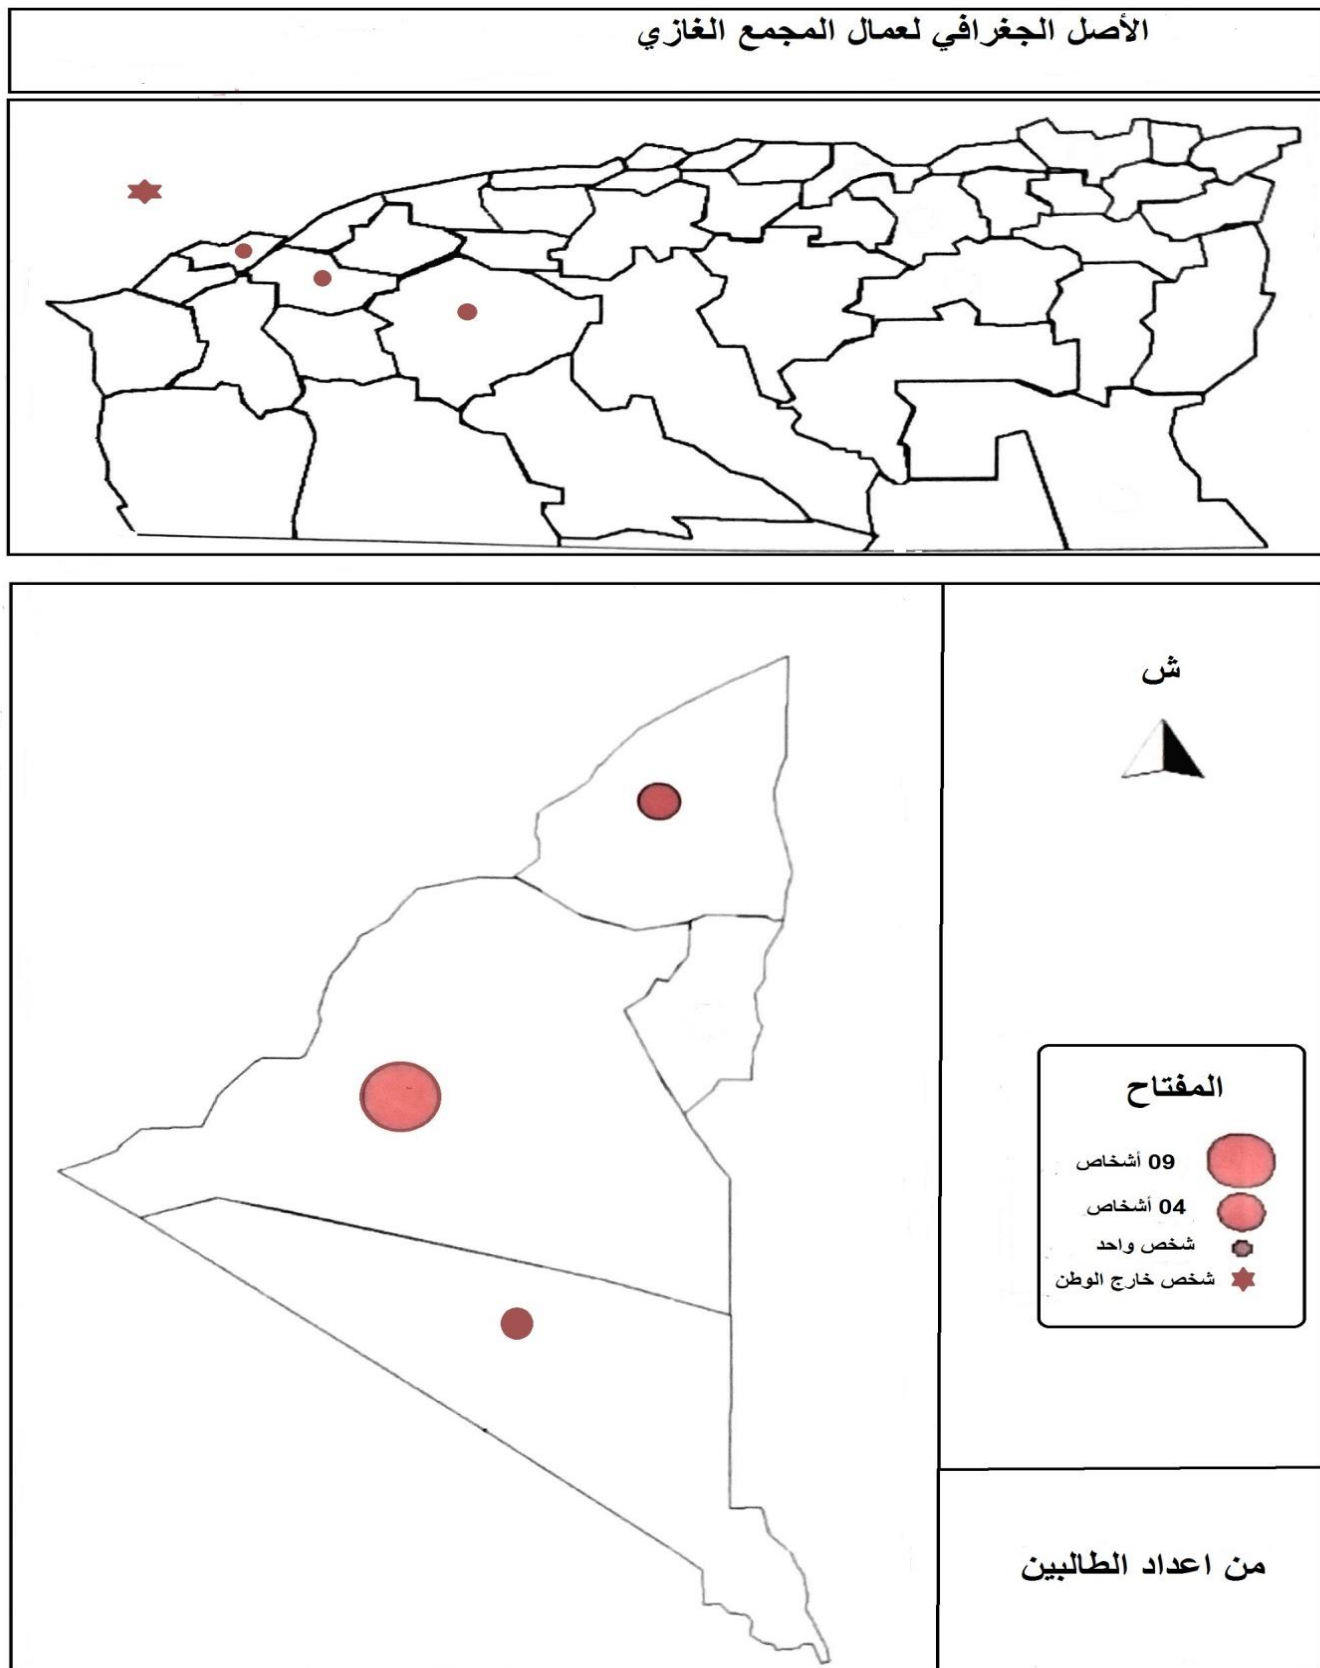 الأصل الجغرافي لعمال المجمع الغازي
ش
المفتاح
09 أشخاص
04 أشخاص
شخص واحد
شخص خارج الوطن
من اعداد الطالبين